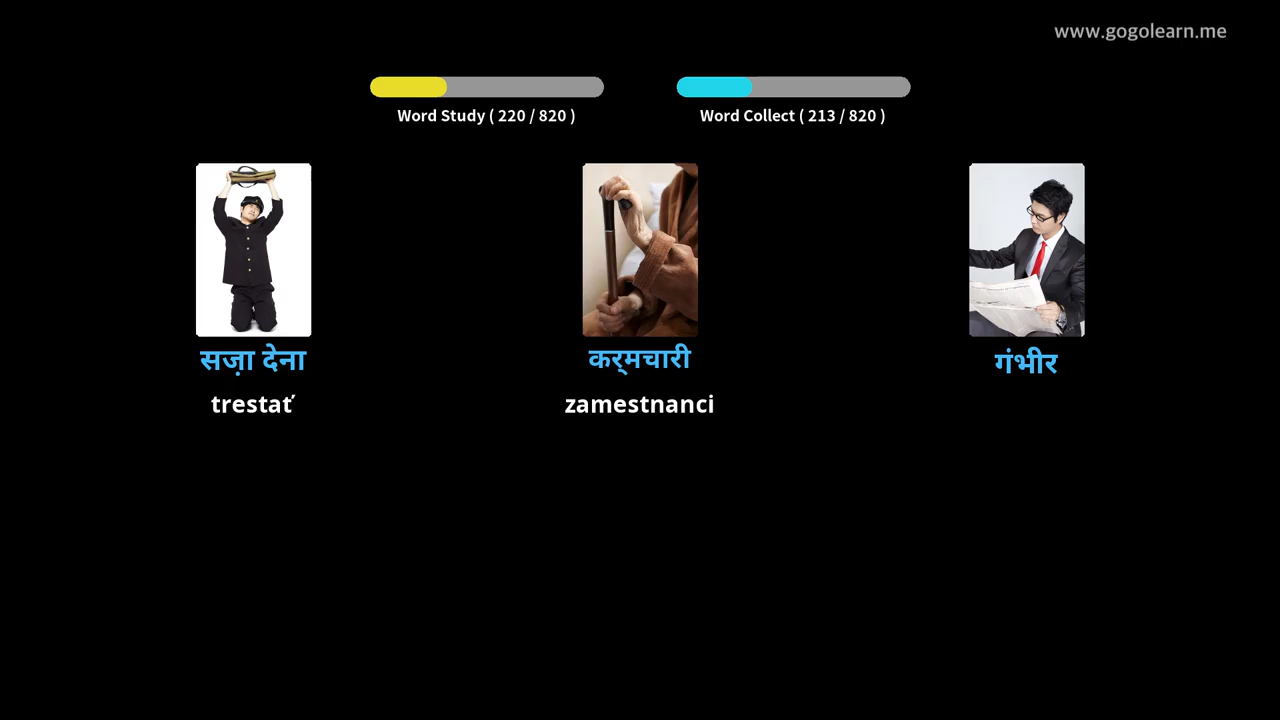 www.gogolearn.me
Word Study ( 220 / 820 )
Word Collect ( 213 / 820 )
सज़ा देना
कर्मचारी
गंभीर
trestať
zamestnanci